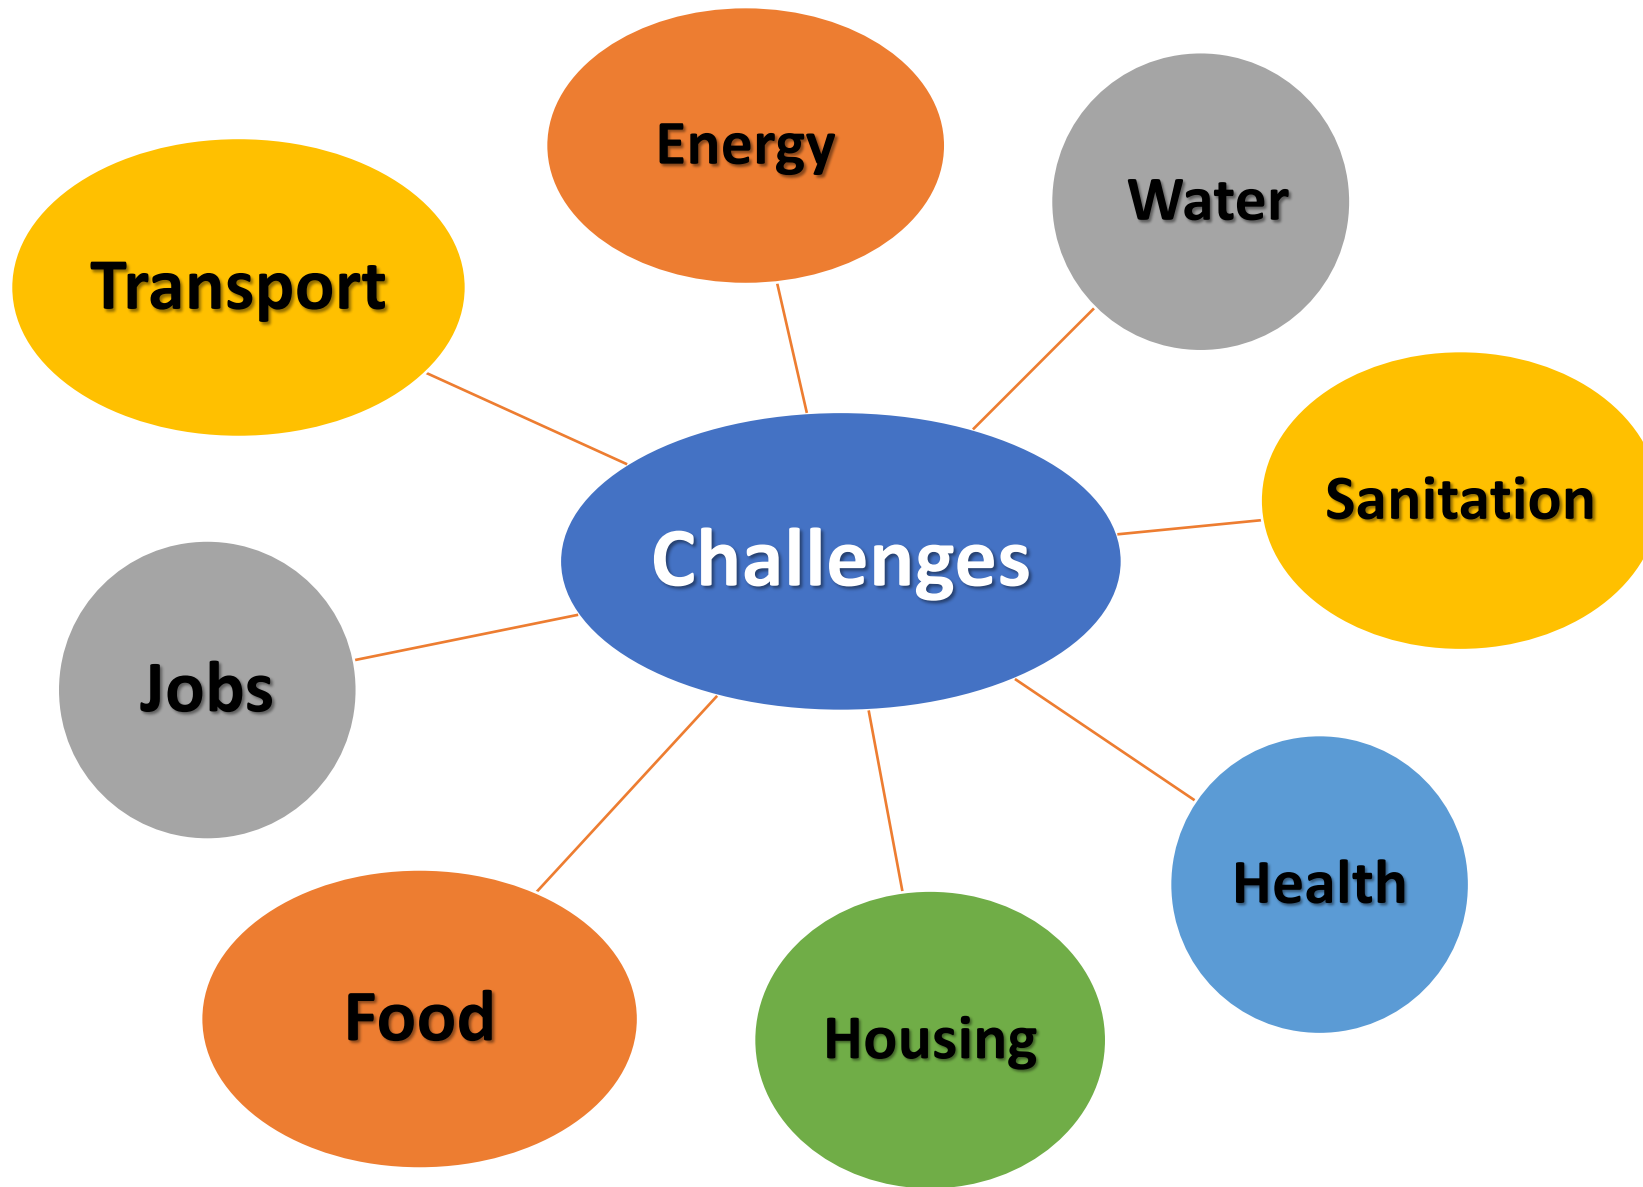 Energy
Water
Transport
Sanitation
Challenges
Jobs
Health
Food
Housing